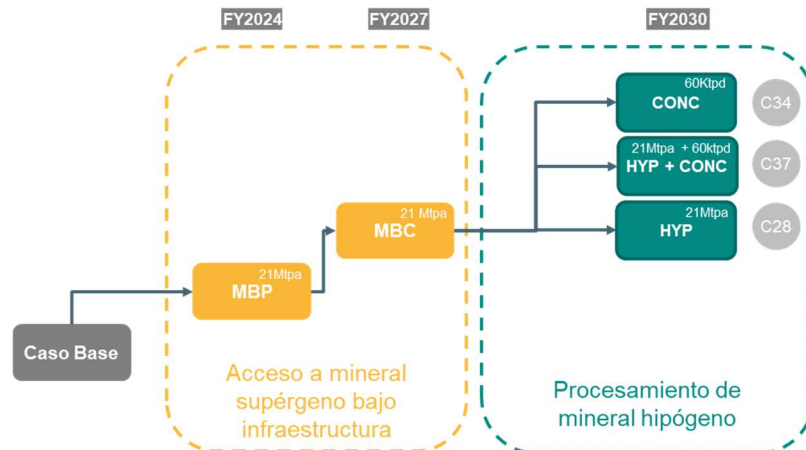 FY2024
FY2027
FY2030
60Ktpd
CONC
C34
21Mtpa + 60ktpd
HYP + CONC
C37
21Mtpa
HYP
C28
21 Mtpa
MBC
21Mtpa
MBP
Caso Base
Acceso a mineral
supérgeno bajo
infraestructura
Procesamiento de
mineral hipógeno